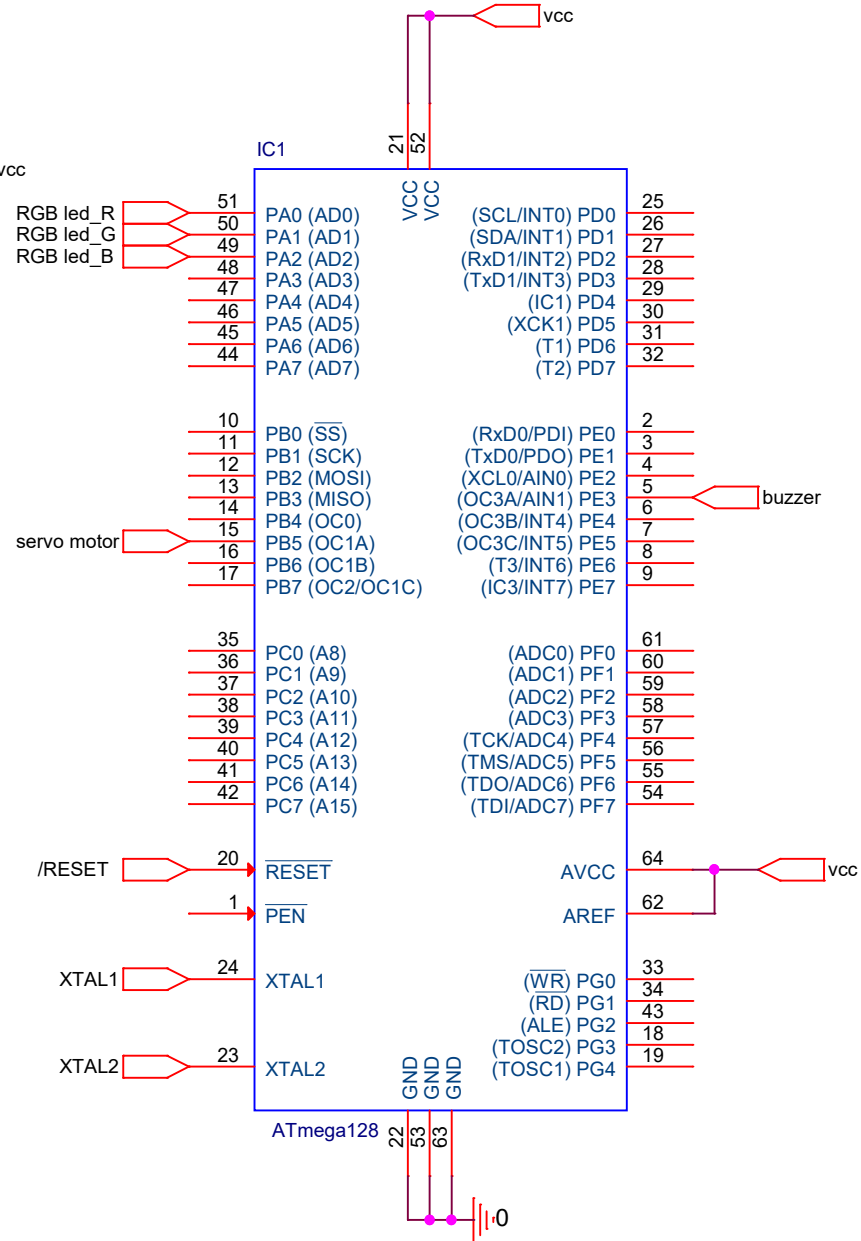 vcc
21
52
IC1
vcc
VCC
VCC
RGB led_R 51 PA0 (AD0) (SCL/INT0) PD0 25
RGB led_G 50 PA1 (AD1) (SDA/INT1) PD1 26
RGB led_B 49 PA2 (AD2) (RxD1/INT2) PD2 27
48 PA3 (AD3) (TxD1/INT3) PD3 28
47 PA4 (AD4) (IC1) PD4 29
46 PA5 (AD5) (XCK1) PD5 30
45 PA6 (AD6) (T1) PD6 31
44 PA7 (AD7) (T2) PD7 32
10 PB0 (SS) (RxD0/PDI) PE0 2
11 PB1 (SCK) (TxD0/PDO) PE1 3
12 PB2 (MOSI) (XCL0/AIN0) PE2 4
13 PB3 (MISO) (OC3A/AIN1) PE3 5 buzzer
14 PB4 (OC0) (OC3B/INT4) PE4 6
servo motor 15 PB5 (OC1A) (OC3C/INT5) PE5 7
16 PB6 (OC1B) (T3/INT6) PE6 8
17 PB7 (OC2/OC1C) (IC3/INT7) PE7 9
35 PC0 (A8) (ADC0) PF0 61
36 PC1 (A9) (ADC1) PF1 60
37 PC2 (A10) (ADC2) PF2 59
38 PC3 (A11) (ADC3) PF3 58
39 PC4 (A12) (TCK/ADC4) PF4 57
40 PC5 (A13) (TMS/ADC5) PF5 56
41 PC6 (A14) (TDO/ADC6) PF6 55
42 PC7 (A15) (TDI/ADC7) PF7 54
/RESET 20 RESET AVCC 64 vcc
1 PEN AREF 62
XTAL1 24 XTAL1 (WR) PG0 33
(RD) PG1 34
(ALE) PG2 43
(TOSC2) PG3 18
XTAL2 23 XTAL2 (TOSC1) PG4 19
GND
GND
GND
ATmega128
22
53
63
0